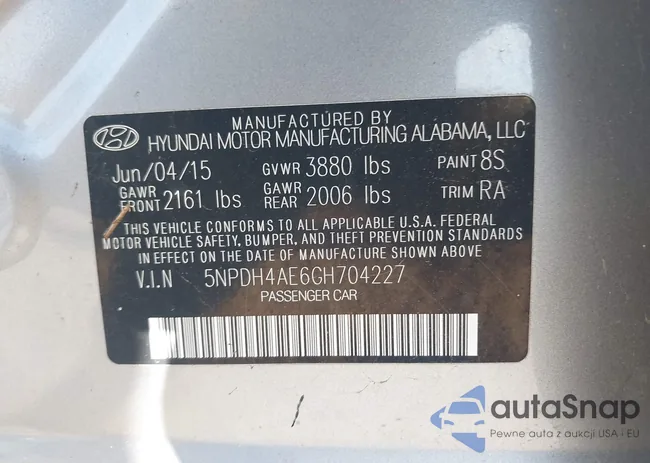 MANUFACTURED BY
HYUNDAI MOTOR MANUFACTURING ALABAMA, LLC
Jun/04/15 GVWR 3880 lbs PAINT 8S
GAWR FRONT 2161 lbs GAWR REAR 2006 lbs TRIM RA
THIS VEHICLE CONFORMS TO ALL APPLICABLE U.S.A. FEDERAL
MOTOR VEHICLE SAFETY, BUMPER, AND THEFT PREVENTION STANDARDS
IN EFFECT ON THE DATE OF MANUFACTURE SHOWN ABOVE
V.I.N 5NPDH4AE6GH704227
PASSENGER CAR
autaSnap
Pewne auta z aukcji USA i EU